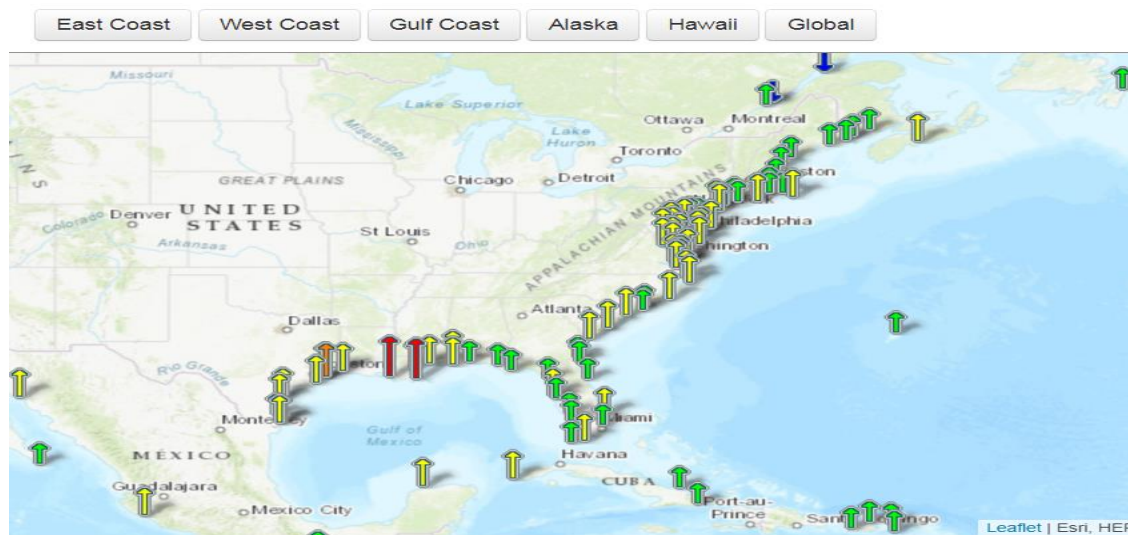 East Coast
West Coast
Gulf Coast
Alaska
Hawaii
Global
Missouri
Lake Superior
Ottawa
Montreal
Mississippi
Lake
Huron
Toronto
GREAT PLAINS
Chicago
Detroit
Colorado
Denver
UNITED
STATES
St Louis
Ohio
Arkansas
APPALACHIAN MOUNTAINS
Atlanta
Dallas
Rio Grande
Gulf of
Mexico
MÉXICO
Havana
CUBA
Guadalajara
Mexico City
Port-au-
Prince
Leaflet | Esri, HER